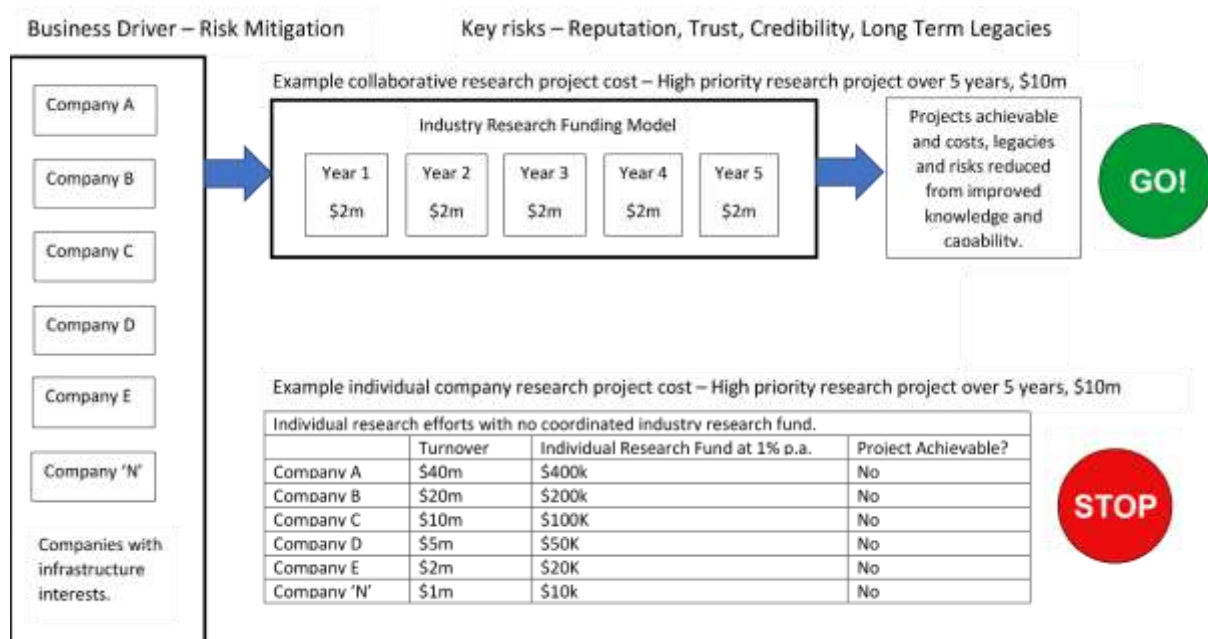 Business Driver – Risk Mitigation
Key risks – Reputation, Trust, Credibility, Long Term Legacies
Company A
Company B
Company C
Company D
Company E
Company ‘N’
Companies with
infrastructure
interests.
Example collaborative research project cost – High priority research project over 5 years, $10m
Industry Research Funding Model
Year 1
$2m
Year 2
$2m
Year 3
$2m
Year 4
$2m
Year 5
$2m
Projects achievable
and costs, legacies
and risks reduced
from improved
knowledge and
capability.
GO!
Example individual company research project cost – High priority research project over 5 years, $10m
Individual research efforts with no coordinated industry research fund.
Turnover Individual Research Fund at 1% p.a. Project Achievable?
Company A $40m $400k No
Company B $20m $200k No
Company C $10m $100K No
Company D $5m $50K No
Company E $2m $20K No
Company ‘N’ $1m $10k No
STOP